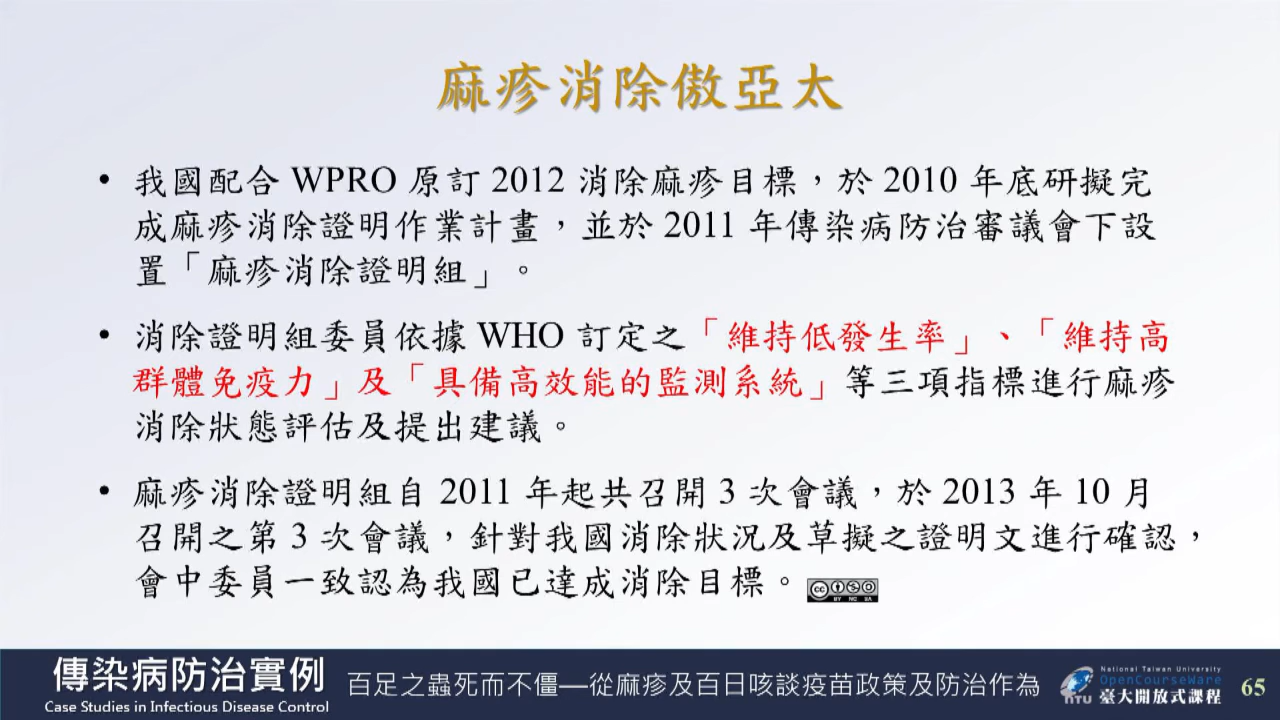 麻疹消除傲亞太
• 我國配合 WPRO 原訂 2012 消除麻疹目標，於 2010 年底研擬完
成麻疹消除證明作業計畫，並於 2011 年傳染病防治審議會下設
置「麻疹消除證明組」。
• 消除證明組委員依據 WHO 訂定之「維持低發生率」、「維持高
群體免疫力」及「具備高效能的監測系統」等三項指標進行麻疹
消除狀態評估及提出建議。
• 麻疹消除證明組自 2011 年起共召開 3 次會議，於 2013 年 10 月
召開之第 3 次會議，針對我國消除狀況及草擬之證明文進行確認，
會中委員一致認為我國已達成消除目標。
cc BY NC SA
傳染病防治實例
Case Studies in Infectious Disease Control
百足之蟲死而不僵—從麻疹及百日咳談疫苗政策及防治作為
National Taiwan University
OpenCourseWare
NTU 臺大開放式課程
65